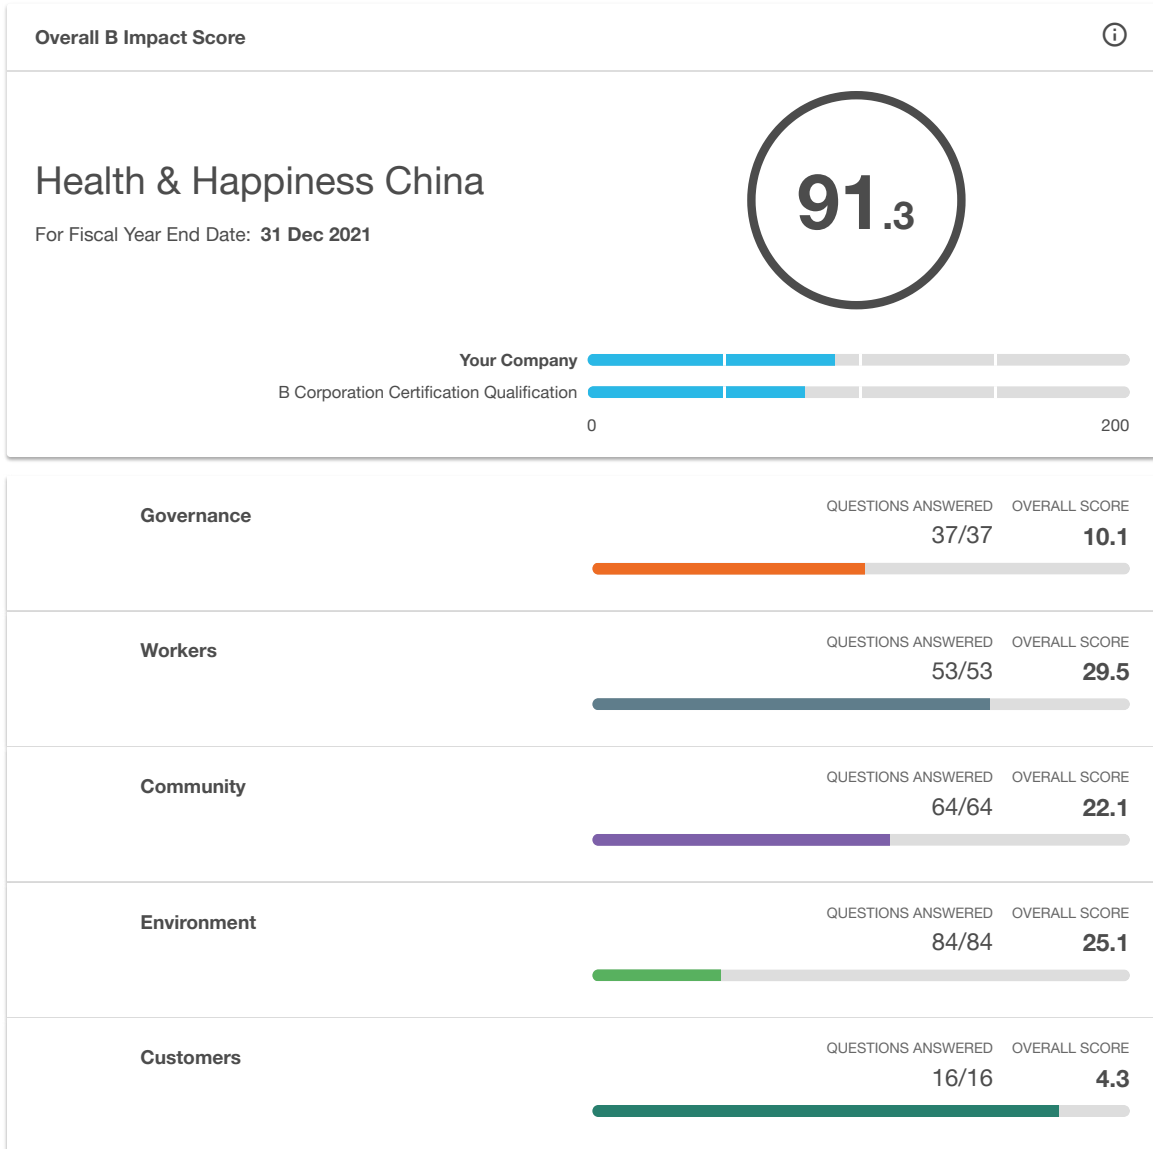 Overall B Impact Score
Health & Happiness China
91.3
For Fiscal Year End Date: 31 Dec 2021
Your Company
B Corporation Certification Qualification
0 200
Governance
QUESTIONS ANSWERED OVERALL SCORE
37/37 10.1
Workers
QUESTIONS ANSWERED OVERALL SCORE
53/53 29.5
Community
QUESTIONS ANSWERED OVERALL SCORE
64/64 22.1
Environment
QUESTIONS ANSWERED OVERALL SCORE
84/84 25.1
Customers
QUESTIONS ANSWERED OVERALL SCORE
16/16 4.3